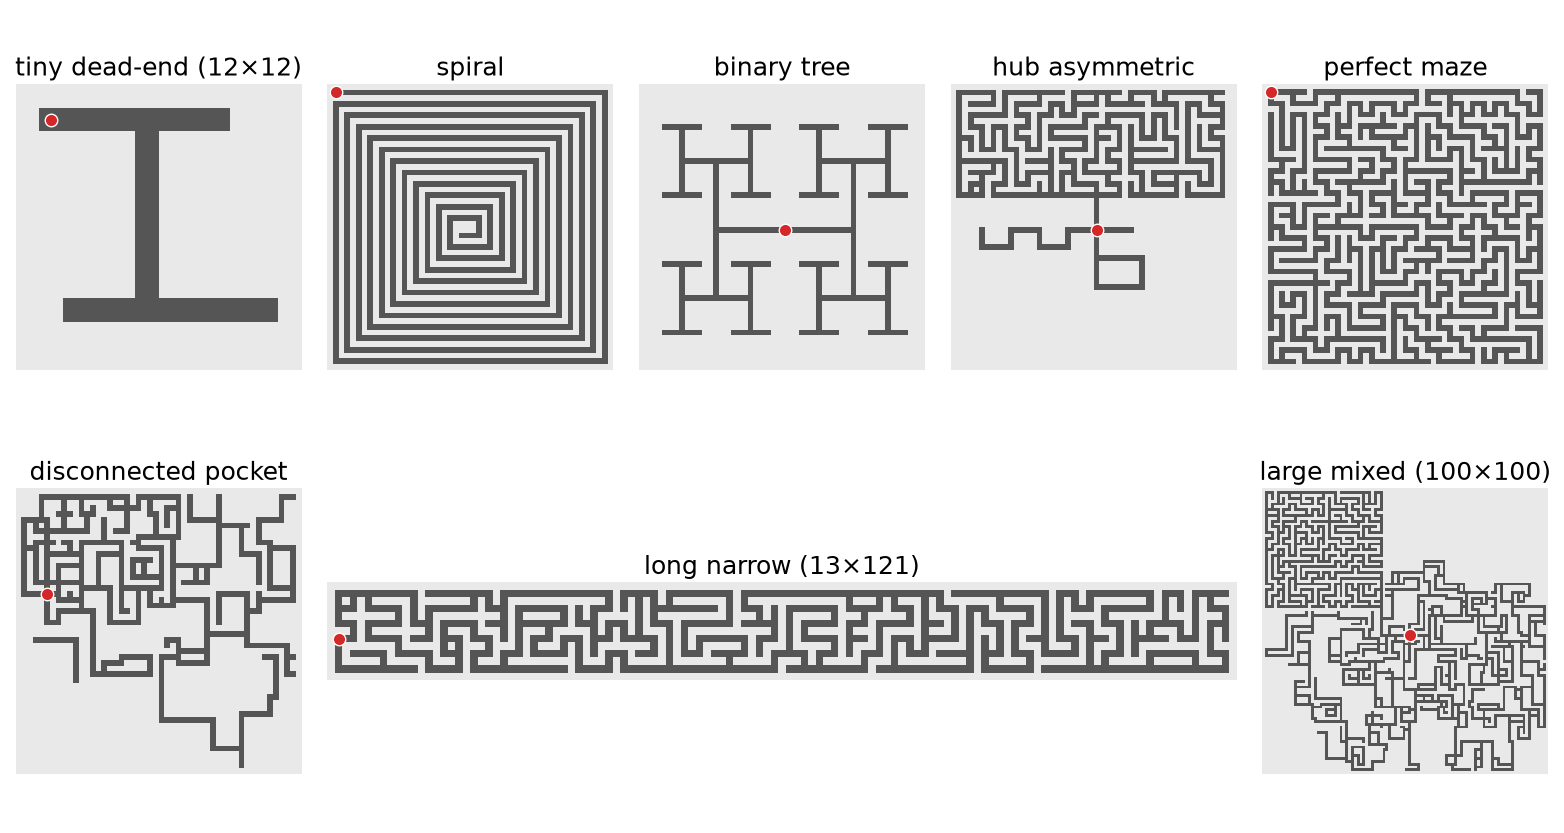 tiny dead-end (12×12)
spiral
binary tree
hub asymmetric
perfect maze
disconnected pocket
long narrow (13×121)
large mixed (100×100)